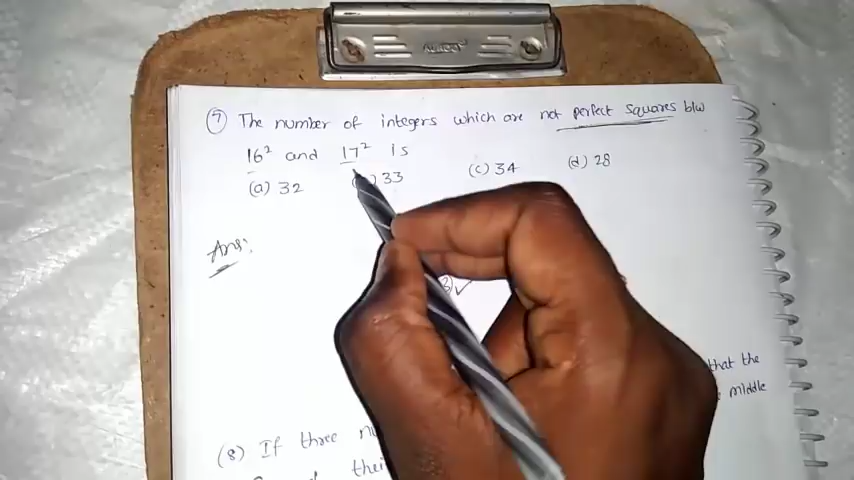 (7) The number of integers which are not perfect squares b/w
16² and 17² is
(a) 32 33 (c) 34 (d) 28
Ans:
that the
(8) If three middle
their